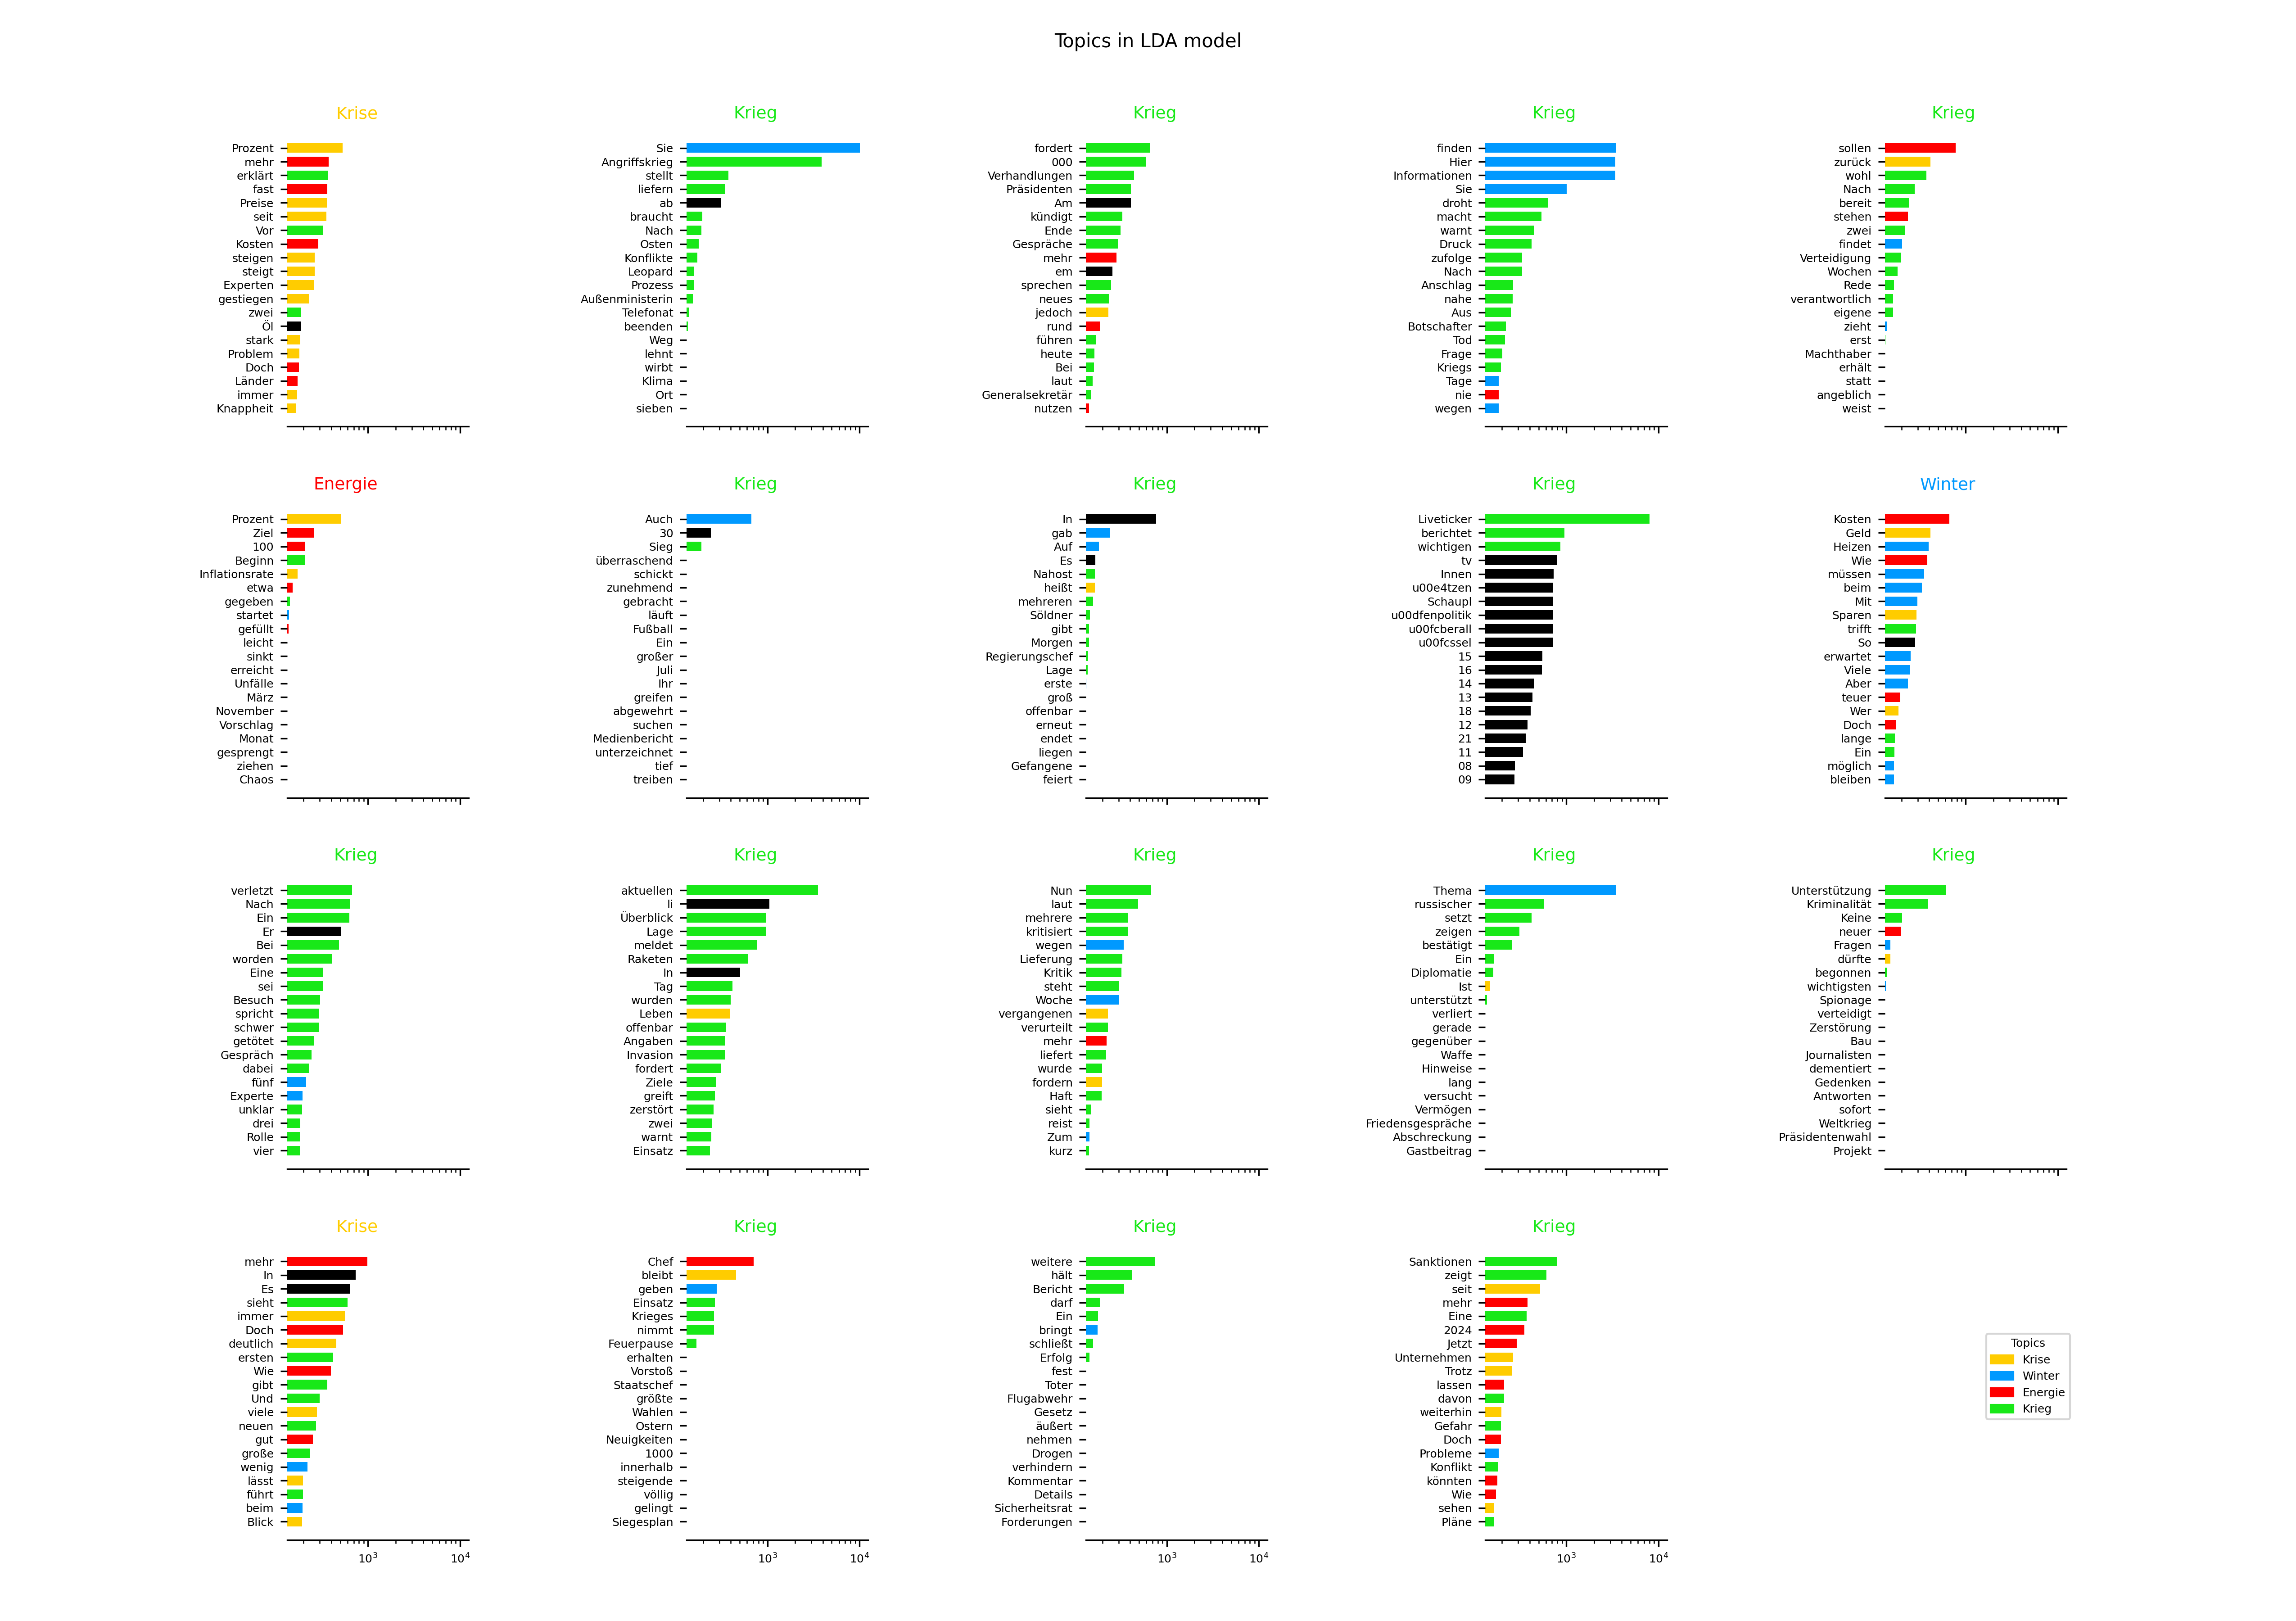 Topics in LDA model
Krise
Prozent
mehr
erklärt
fast
Preise
seit
Vor
Kosten
steigen
steigt
Experten
gestiegen
zwei
Öl
stark
Problem
Doch
Länder
immer
Knappheit
Krieg
Sie
Angriffskrieg
stellt
liefern
ab
braucht
Nach
Osten
Konflikte
Leopard
Prozess
Außenministerin
Telefonat
beenden
Weg
lehnt
wirbt
Klima
Ort
sieben
Krieg
fordert
000
Verhandlungen
Präsidenten
Am
kündigt
Ende
Gespräche
mehr
em
sprechen
neues
jedoch
rund
führen
heute
Bei
laut
Generalsekretär
nutzen
Krieg
finden
Hier
Informationen
Sie
droht
macht
warnt
Druck
zufolge
Nach
Anschlag
nahe
Aus
Botschafter
Tod
Frage
Kriegs
Tage
nie
wegen
Krieg
sollen
zurück
wohl
Nach
bereit
stehen
zwei
findet
Verteidigung
Wochen
Rede
verantwortlich
eigene
zieht
erst
Machthaber
erhält
statt
angeblich
weist
Energie
Prozent
Ziel
100
Beginn
Inflationsrate
etwa
gegeben
startet
gefüllt
leicht
sinkt
erreicht
Unfälle
März
November
Vorschlag
Monat
gesprengt
ziehen
Chaos
Krieg
Auch
30
Sieg
überraschend
schickt
zunehmend
gebracht
läuft
Fußball
Ein
großer
Juli
Ihr
greifen
abgewehrt
suchen
Medienbericht
unterzeichnet
tief
treiben
Krieg
In
gab
Auf
Es
Nahost
heißt
mehreren
Söldner
gibt
Morgen
Regierungschef
Lage
erste
groß
offenbar
erneut
endet
liegen
Gefangene
feiert
Krieg
Liveticker
berichtet
wichtigen
tv
Innen
u00e4tzen
Schaupl
u00dfenpolitik
u00fcberall
u00fcssel
15
16
14
13
18
12
21
11
08
09
Winter
Kosten
Geld
Heizen
Wie
müssen
beim
Mit
Sparen
trifft
So
erwartet
Viele
Aber
teuer
Wer
Doch
lange
Ein
möglich
bleiben
Krieg
verletzt
Nach
Ein
Er
Bei
worden
Eine
sei
Besuch
spricht
schwer
getötet
Gespräch
dabei
fünf
Experte
unklar
drei
Rolle
vier
Krieg
aktuellen
li
Überblick
Lage
meldet
Raketen
In
Tag
wurden
Leben
offenbar
Angaben
Invasion
fordert
Ziele
greift
zerstört
zwei
warnt
Einsatz
Krieg
Nun
laut
mehrere
kritisiert
wegen
Lieferung
Kritik
steht
Woche
vergangenen
verurteilt
mehr
liefert
wurde
fordern
Haft
sieht
reist
Zum
kurz
Krieg
Thema
russischer
setzt
zeigen
bestätigt
Ein
Diplomatie
Ist
unterstützt
verliert
gerade
gegenüber
Waffe
Hinweise
lang
versucht
Vermögen
Friedensgespräche
Abschreckung
Gastbeitrag
Krieg
Unterstützung
Kriminalität
Keine
neuer
Fragen
dürfte
begonnen
wichtigsten
Spionage
verteidigt
Zerstörung
Bau
Journalisten
dementiert
Gedenken
Antworten
sofort
Weltkrieg
Präsidentenwahl
Projekt
Krise
mehr
In
Es
sieht
immer
Doch
deutlich
ersten
Wie
gibt
Und
viele
neuen
gut
große
wenig
lässt
führt
beim
Blick
10³ 10⁴
Krieg
Chef
bleibt
geben
Einsatz
Krieges
nimmt
Feuerpause
erhalten
Vorstoß
Staatschef
größte
Wahlen
Ostern
Neuigkeiten
1000
innerhalb
steigende
völlig
gelingt
Siegesplan
10³ 10⁴
Krieg
weitere
hält
Bericht
darf
Ein
bringt
schließt
Erfolg
fest
Toter
Flugabwehr
Gesetz
äußert
nehmen
Drogen
verhindern
Kommentar
Details
Sicherheitsrat
Forderungen
10³ 10⁴
Krieg
Sanktionen
zeigt
seit
mehr
Eine
2024
Jetzt
Unternehmen
Trotz
lassen
davon
weiterhin
Gefahr
Doch
Probleme
Konflikt
könnten
Wie
sehen
Pläne
10³ 10⁴
Topics
Krise
Winter
Energie
Krieg